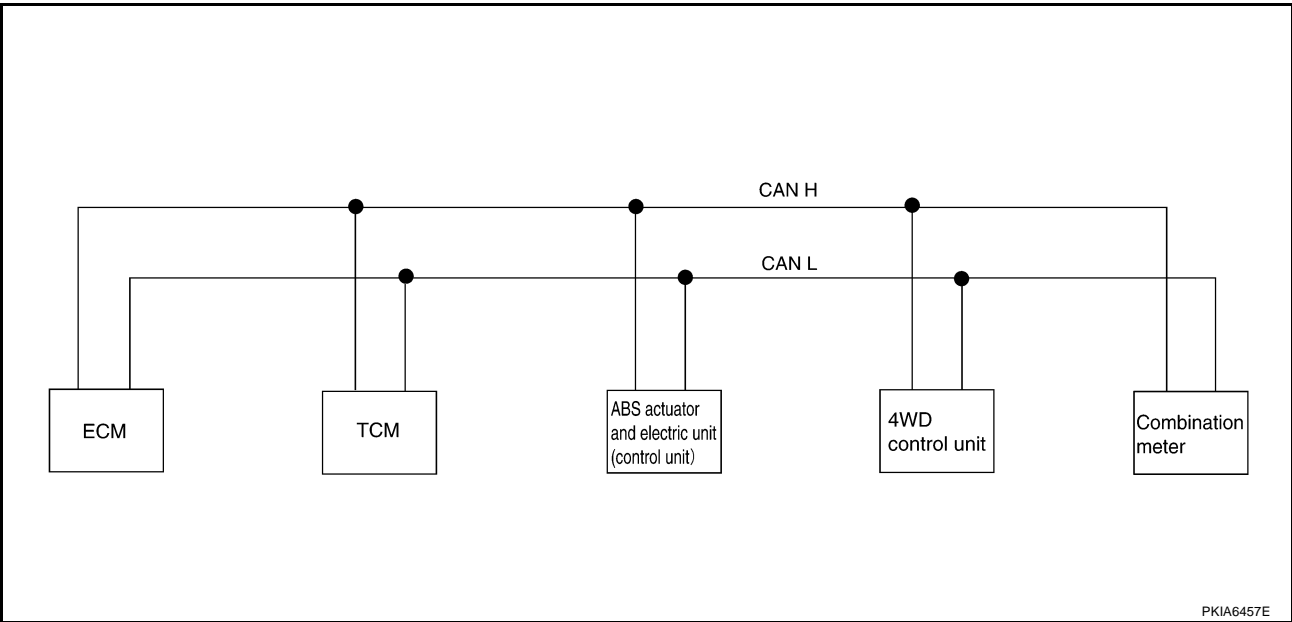 CAN H
CAN L
ECM
TCM
ABS actuator
and electric unit
(control unit)
4WD
control unit
Combination
meter
PKIA6457E